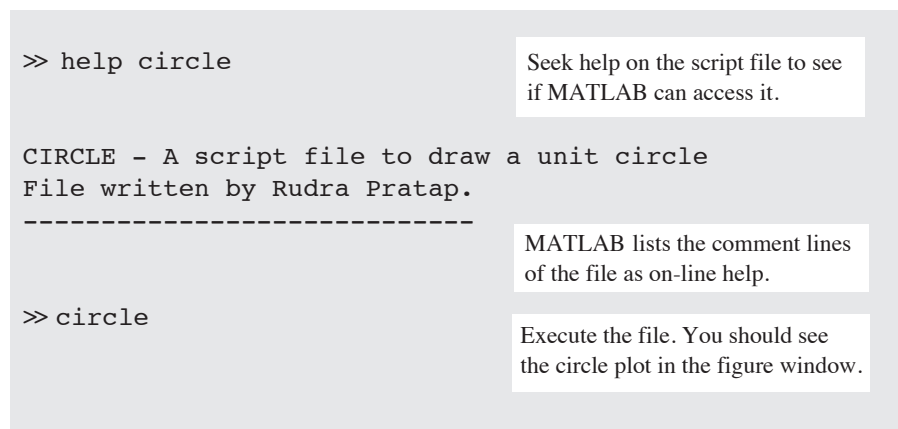 ≫ help circle
Seek help on the script file to see
if MATLAB can access it.
CIRCLE – A script file to draw a unit circle
File written by Rudra Pratap.
-----------------------------
MATLAB lists the comment lines
of the file as on-line help.
≫ circle
Execute the file. You should see
the circle plot in the figure window.